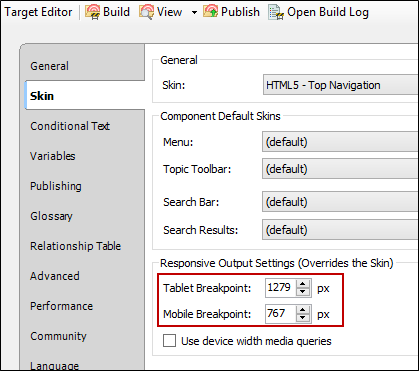 Target Editor Build View Publish Open Build Log
General
Skin
Conditional Text
Variables
Publishing
Glossary
Relationship Table
Advanced
Performance
Community
Language
General
Skin: HTML5 - Top Navigation
Component Default Skins
Menu: (default)
Topic Toolbar: (default)
Search Bar: (default)
Search Results: (default)
Responsive Output Settings (Overrides the Skin)
Tablet Breakpoint: 1279 px
Mobile Breakpoint: 767 px
Use device width media queries